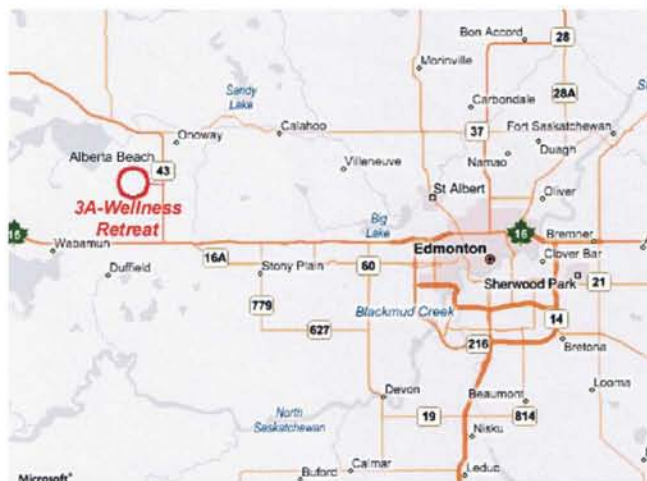 Bon Accord
28
Morinville
Sandy
Lake
28A
Carbondale
Onoway
Calahoo
37
Fort Saskatchewan
Duagh
Alberta Beach
43
Villeneuve
Namao
3A-Wellness
Retreat
St Albert
Oliver
16
Big
Lake
16
Bremner
Wabamun
16A
Edmonton
Clover Bar
Duffield
Stony Plain
60
Sherwood Park
21
779
Blackmud Creek
14
627
216
Bretona
Devon
Beaumont
Looma
North
Saskatchewan
19
814
Nisku
Microsoft®
Buford
Calmar
Leduc